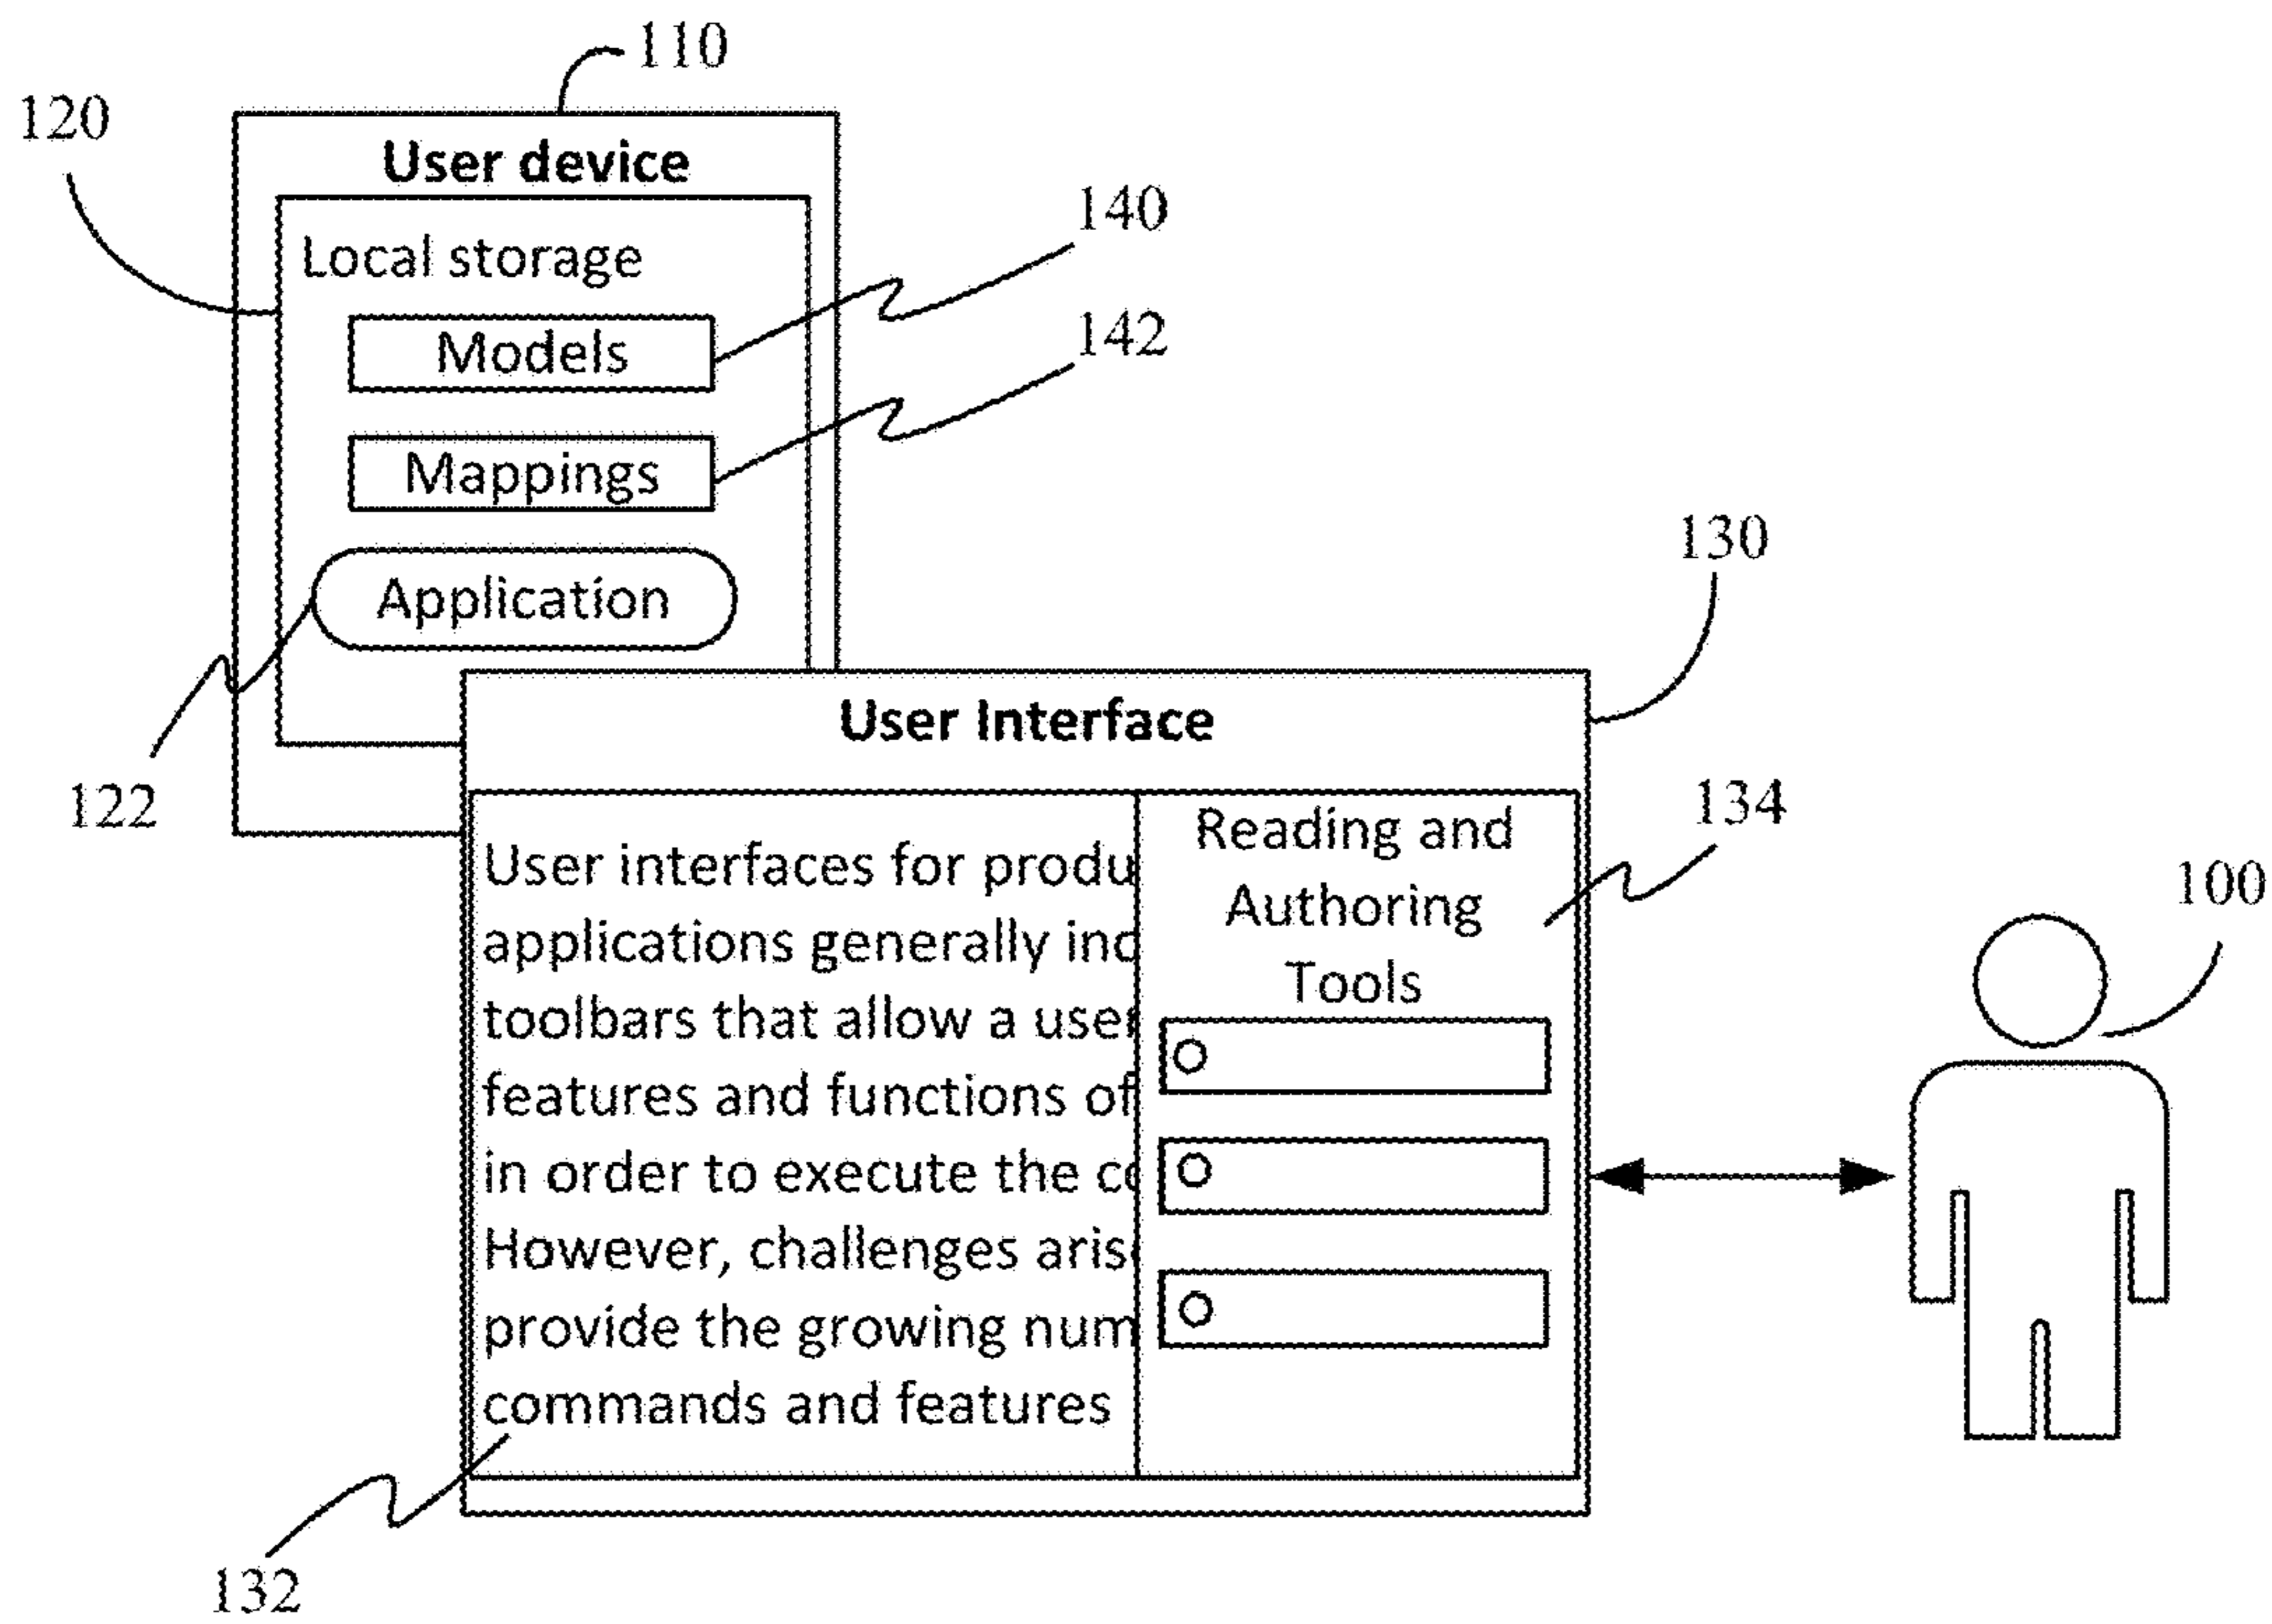 110
120
User device
140
Local storage
142
Models
Mappings
130
Application
User Interface
122
134
Reading and
Authoring
Tools
100
User interfaces for produ
applications generally inc
toolbars that allow a user
features and functions of
in order to execute the co
However, challenges arise
provide the growing num
commands and features
132